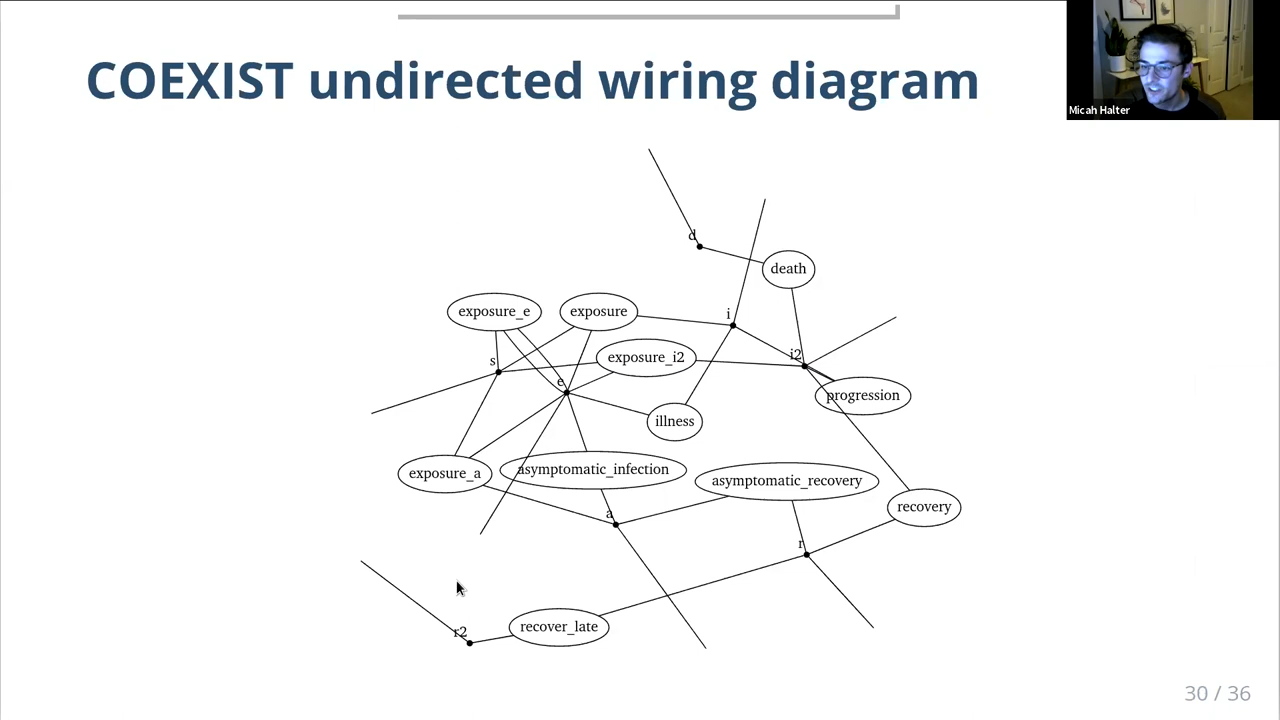 COEXIST undirected wiring diagram
Micah Halter
d
death
exposure_e
exposure
i
s
exposure_i2
i2
e
progression
illness
exposure_a
asymptomatic_infection
asymptomatic_recovery
a
recovery
r
r2
recover_late
30 / 36